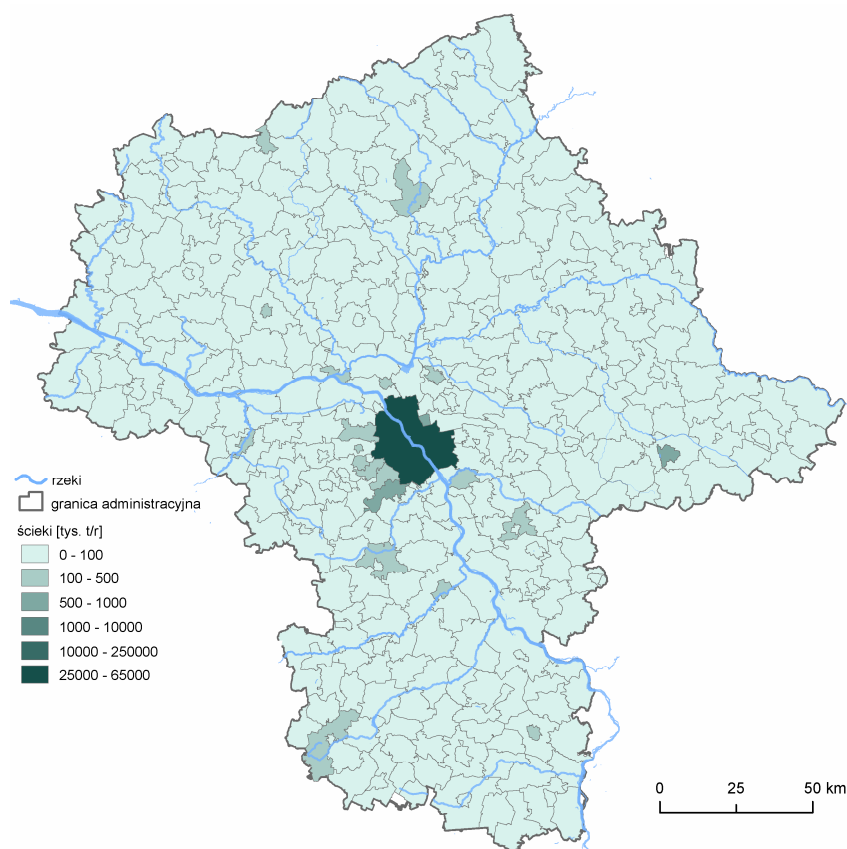 rzeki
granica administracyjna
ścieki [tys. t/r]
0 - 100
100 - 500
500 - 1000
1000 - 10000
10000 - 250000
25000 - 65000
0 25 50 km